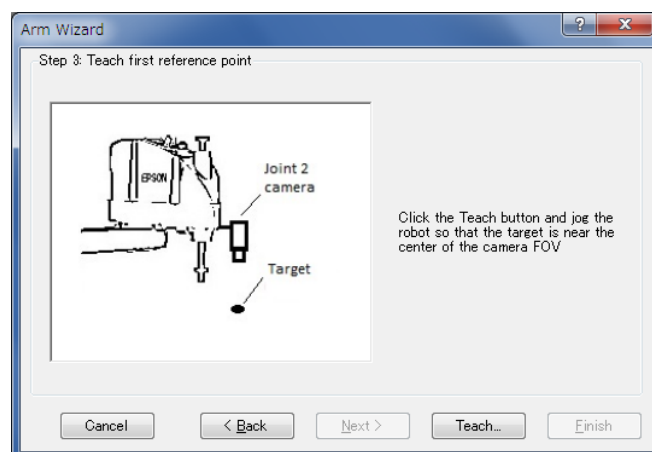 Arm Wizard
Step 3: Teach first reference point
EPSON
Joint 2
camera
Target
Click the Teach button and jog the
robot so that the target is near the
center of the camera FOV
Cancel
< Back
Next >
Teach...
Finish